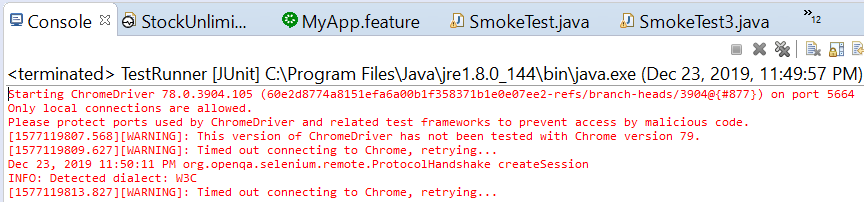 Console StockUnlimi... MyApp.feature SmokeTest.java SmokeTest3.java »12
<terminated> TestRunner [JUnit] C:\Program Files\Java\jre1.8.0_144\bin\java.exe (Dec 23, 2019, 11:49:57 PM)
Starting ChromeDriver 78.0.3904.105 (60e2d8774a8151efa6a00b1f358371b1e0e07ee2-refs/branch-heads/3904@{#877}) on port 5664
Only local connections are allowed.
Please protect ports used by ChromeDriver and related test frameworks to prevent access by malicious code.
[1577119807.568][WARNING]: This version of ChromeDriver has not been tested with Chrome version 79.
[1577119809.627][WARNING]: Timed out connecting to Chrome, retrying...
Dec 23, 2019 11:50:11 PM org.openqa.selenium.remote.ProtocolHandshake createSession
INFO: Detected dialect: W3C
[1577119813.827][WARNING]: Timed out connecting to Chrome, retrying...